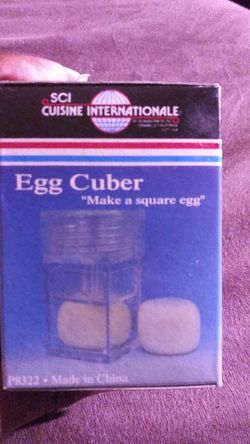 SCI
CUISINE INTERNATIONALE
Egg Cuber
"Make a square egg"
P8322 • Made in China